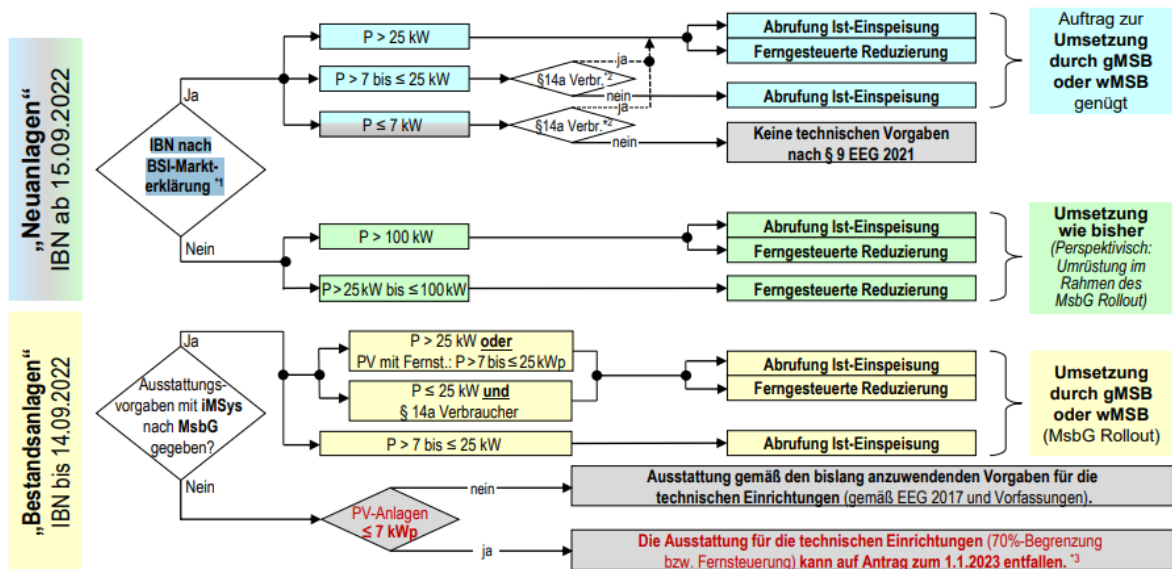 „Neuanlagen“
IBN ab 15.09.2022
IBN nach
BSI-Markt-
erklärung *1
Ja
Nein
P > 25 kW
P > 7 bis ≤ 25 kW
P ≤ 7 kW
§14a Verbr.*2
ja
nein
§14a Verbr.*2
ja
nein
Abrufung Ist-Einspeisung
Ferngesteuerte Reduzierung
Abrufung Ist-Einspeisung
Keine technischen Vorgaben
nach § 9 EEG 2021
Auftrag zur
Umsetzung
durch gMSB
oder wMSB
genügt
P > 100 kW
P > 25 kW bis ≤ 100 kW
Abrufung Ist-Einspeisung
Ferngesteuerte Reduzierung
Ferngesteuerte Reduzierung
Umsetzung
wie bisher
(Perspektivisch:
Umrüstung im
Rahmen des
MsbG Rollout)
„Bestandsanlagen“
IBN bis 14.09.2022
Ja
Ausstattungs-
vorgaben mit iMSys
nach MsbG
gegeben?
Nein
P > 25 kW oder
PV mit Fernst.: P > 7 bis ≤ 25 kWp
P ≤ 25 kW und
§ 14a Verbraucher
P > 7 bis ≤ 25 kW
Abrufung Ist-Einspeisung
Ferngesteuerte Reduzierung
Abrufung Ist-Einspeisung
Umsetzung
durch gMSB
oder wMSB
(MsbG Rollout)
PV-Anlagen
≤ 7 kWp
nein
ja
Ausstattung gemäß den bislang anzuwendenden Vorgaben für die
technischen Einrichtungen (gemäß EEG 2017 und Vorfassungen).
Die Ausstattung für die technischen Einrichtungen (70%-Begrenzung
bzw. Fernsteuerung) kann auf Antrag zum 1.1.2023 entfallen. *3